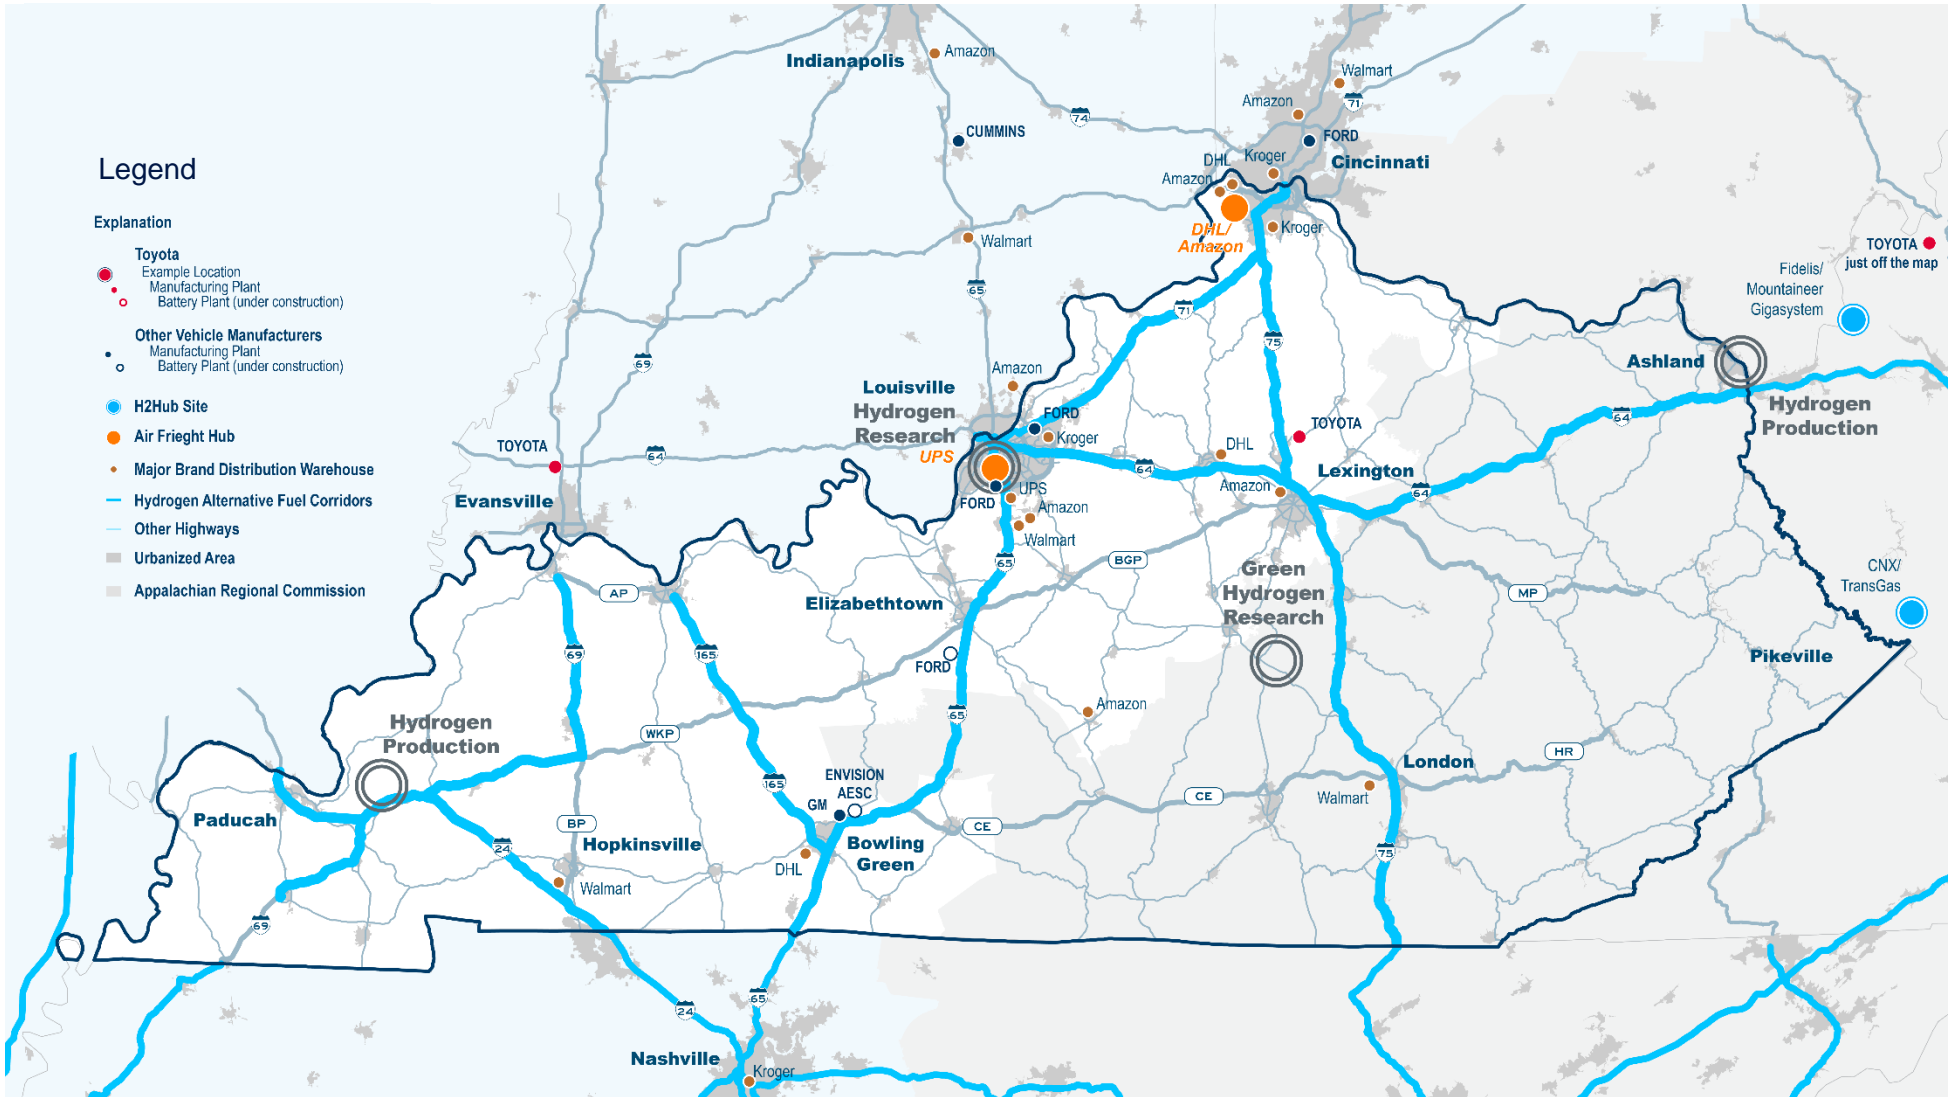 Legend
Explanation
Toyota
Example Location
Manufacturing Plant
Battery Plant (under construction)
Other Vehicle Manufacturers
Manufacturing Plant
Battery Plant (under construction)
H2Hub Site
Air Frieght Hub
Major Brand Distribution Warehouse
Hydrogen Alternative Fuel Corridors
Other Highways
Urbanized Area
Appalachian Regional Commission
Indianapolis
Amazon
CUMMINS
74
Walmart
65
69
Walmart
Amazon
71
FORD
Kroger
DHL
Cincinnati
Amazon
DHL/
Amazon
Kroger
71
75
TOYOTA
just off the map
Fidelis/
Mountaineer
Gigasystem
Ashland
Hydrogen
Production
64
Amazon
Louisville
Hydrogen
Research
UPS
FORD
Kroger
FORD
UPS
Amazon
Walmart
65
64
DHL
TOYOTA
Lexington
Amazon
64
TOYOTA
64
Evansville
AP
BGP
Green
Hydrogen
Research
MP
CNX/
TransGas
Pikeville
Elizabethtown
FORD
69
165
65
WKP
Amazon
Hydrogen
Production
Paducah
165
ENVISION
AESC
GM
CE
CE
HR
London
Walmart
75
BP
Hopkinsville
24
Bowling
Green
DHL
Walmart
69
65
24
Nashville
Kroger